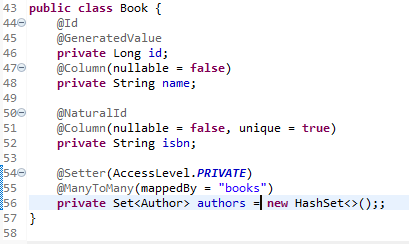 43 public class Book {
44 @Id
45 @GeneratedValue
46 private Long id;
47 @Column(nullable = false)
48 private String name;
49
50 @NaturalId
51 @Column(nullable = false, unique = true)
52 private String isbn;
53
54 @Setter(AccessLevel.PRIVATE)
55 @ManyToMany(mappedBy = "books")
56 private Set<Author> authors = new HashSet<>();;
57 }
58